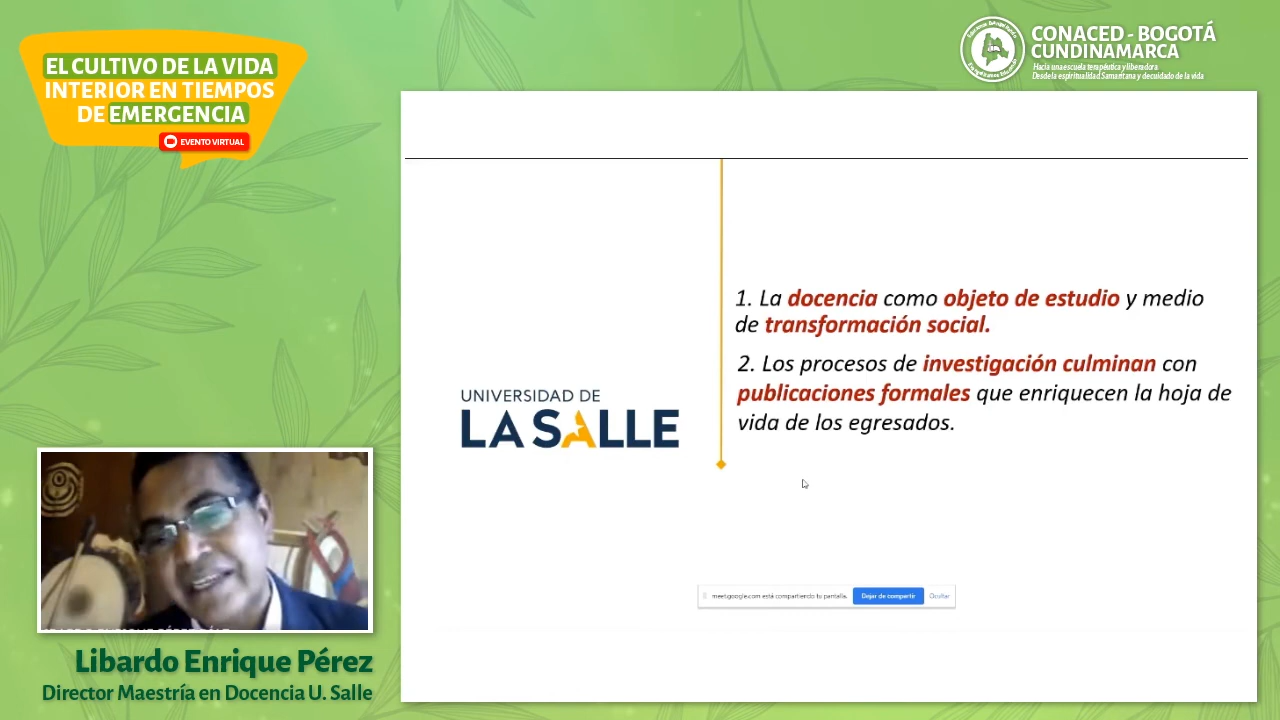 EL CULTIVO DE LA VIDA
INTERIOR EN TIEMPOS
DE EMERGENCIA
EVENTO VIRTUAL
CONACED - BOGOTÁ
CUNDINAMARCA
Hacia una escuela terapéutica y liberadora
Desde la espiritualidad Samaritana y de cuidado de la vida
1. La docencia como objeto de estudio y medio
de transformación social.
2. Los procesos de investigación culminan con
publicaciones formales que enriquecen la hoja de
vida de los egresados.
UNIVERSIDAD DE
LA SALLE
meet.google.com está compartiendo tu pantalla.
Dejar de compartir
Ocultar
Libardo Enrique Pérez
Director Maestría en Docencia U. Salle